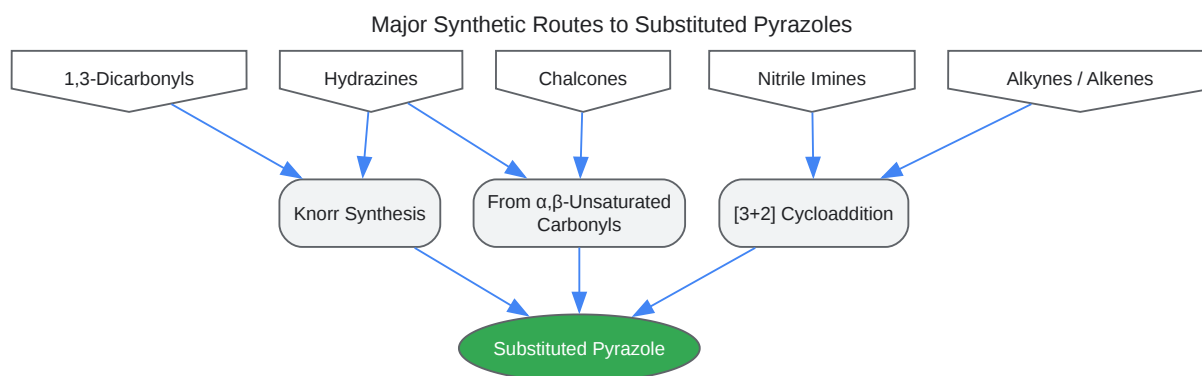 Major Synthetic Routes to Substituted Pyrazoles
1,3-Dicarbonyls
Hydrazines
Chalcones
Nitrile Imines
Alkynes / Alkenes
Knorr Synthesis
From α,β-Unsaturated
Carbonyls
[3+2] Cycloaddition
Substituted Pyrazole